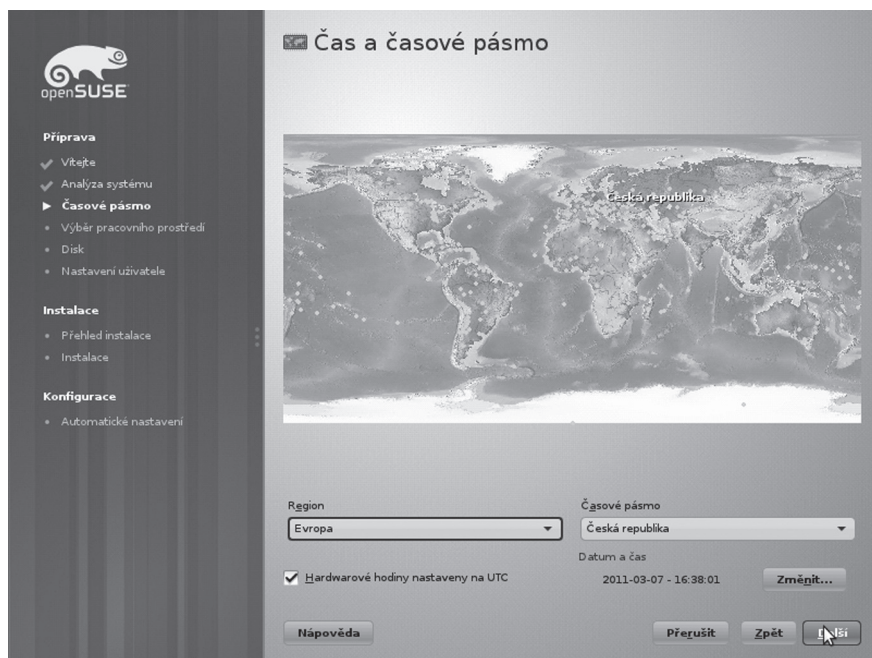 openSUSE
Příprava
Vítejte
Analýza systému
Časové pásmo
Výběr pracovního prostředí
Disk
Nastavení uživatele
Instalace
Přehled instalace
Instalace
Konfigurace
Automatické nastavení
Čas a časové pásmo
Česká republika
Region
Evropa
Časové pásmo
Česká republika
Hardwarové hodiny nastaveny na UTC
Datum a čas
2011-03-07 - 16:38:01
Změnit...
Nápověda
Přerušit
Zpět
Další